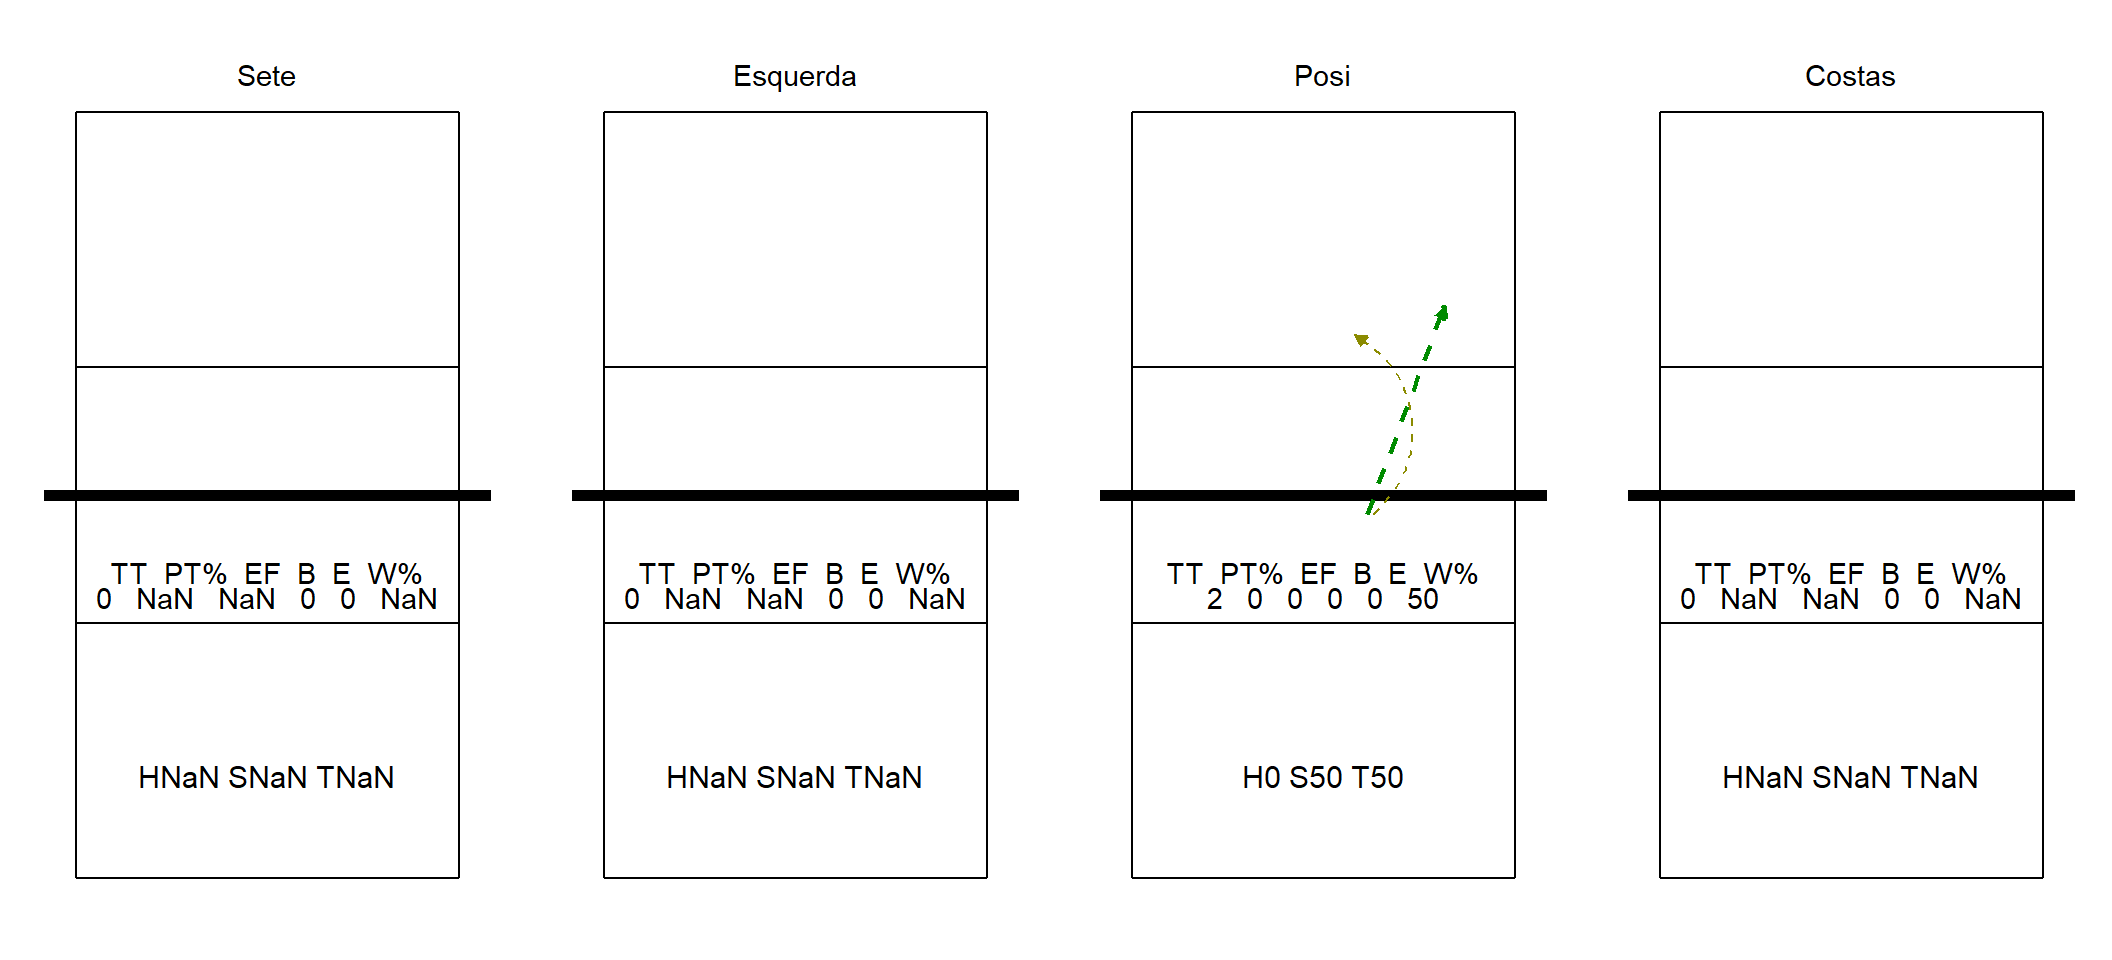 Sete
TT PT% EF B E W%
0 NaN NaN 0 0 NaN
HNaN SNaN TNaN
Esquerda
TT PT% EF B E W%
0 NaN NaN 0 0 NaN
HNaN SNaN TNaN
Posi
TT PT% EF B E W%
2 0 0 0 0 50
H0 S50 T50
Costas
TT PT% EF B E W%
0 NaN NaN 0 0 NaN
HNaN SNaN TNaN